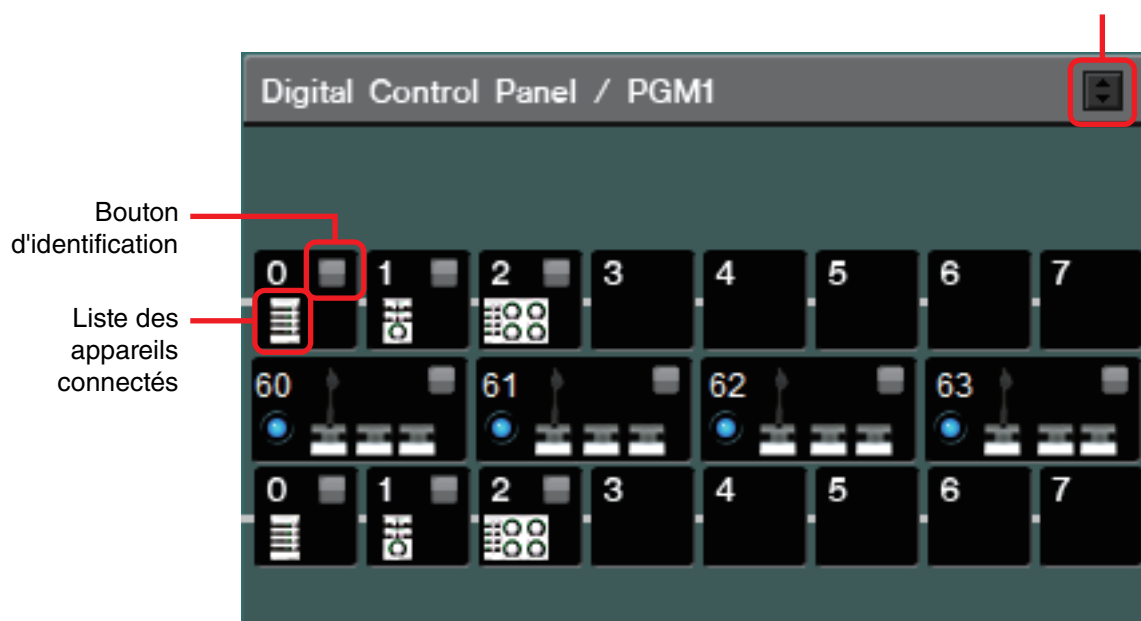 Digital Control Panel / PGM1
Bouton
d'identification
0 1 2 3 4 5 6 7
Liste des
appareils
connectés
60 61 62 63
0 1 2 3 4 5 6 7